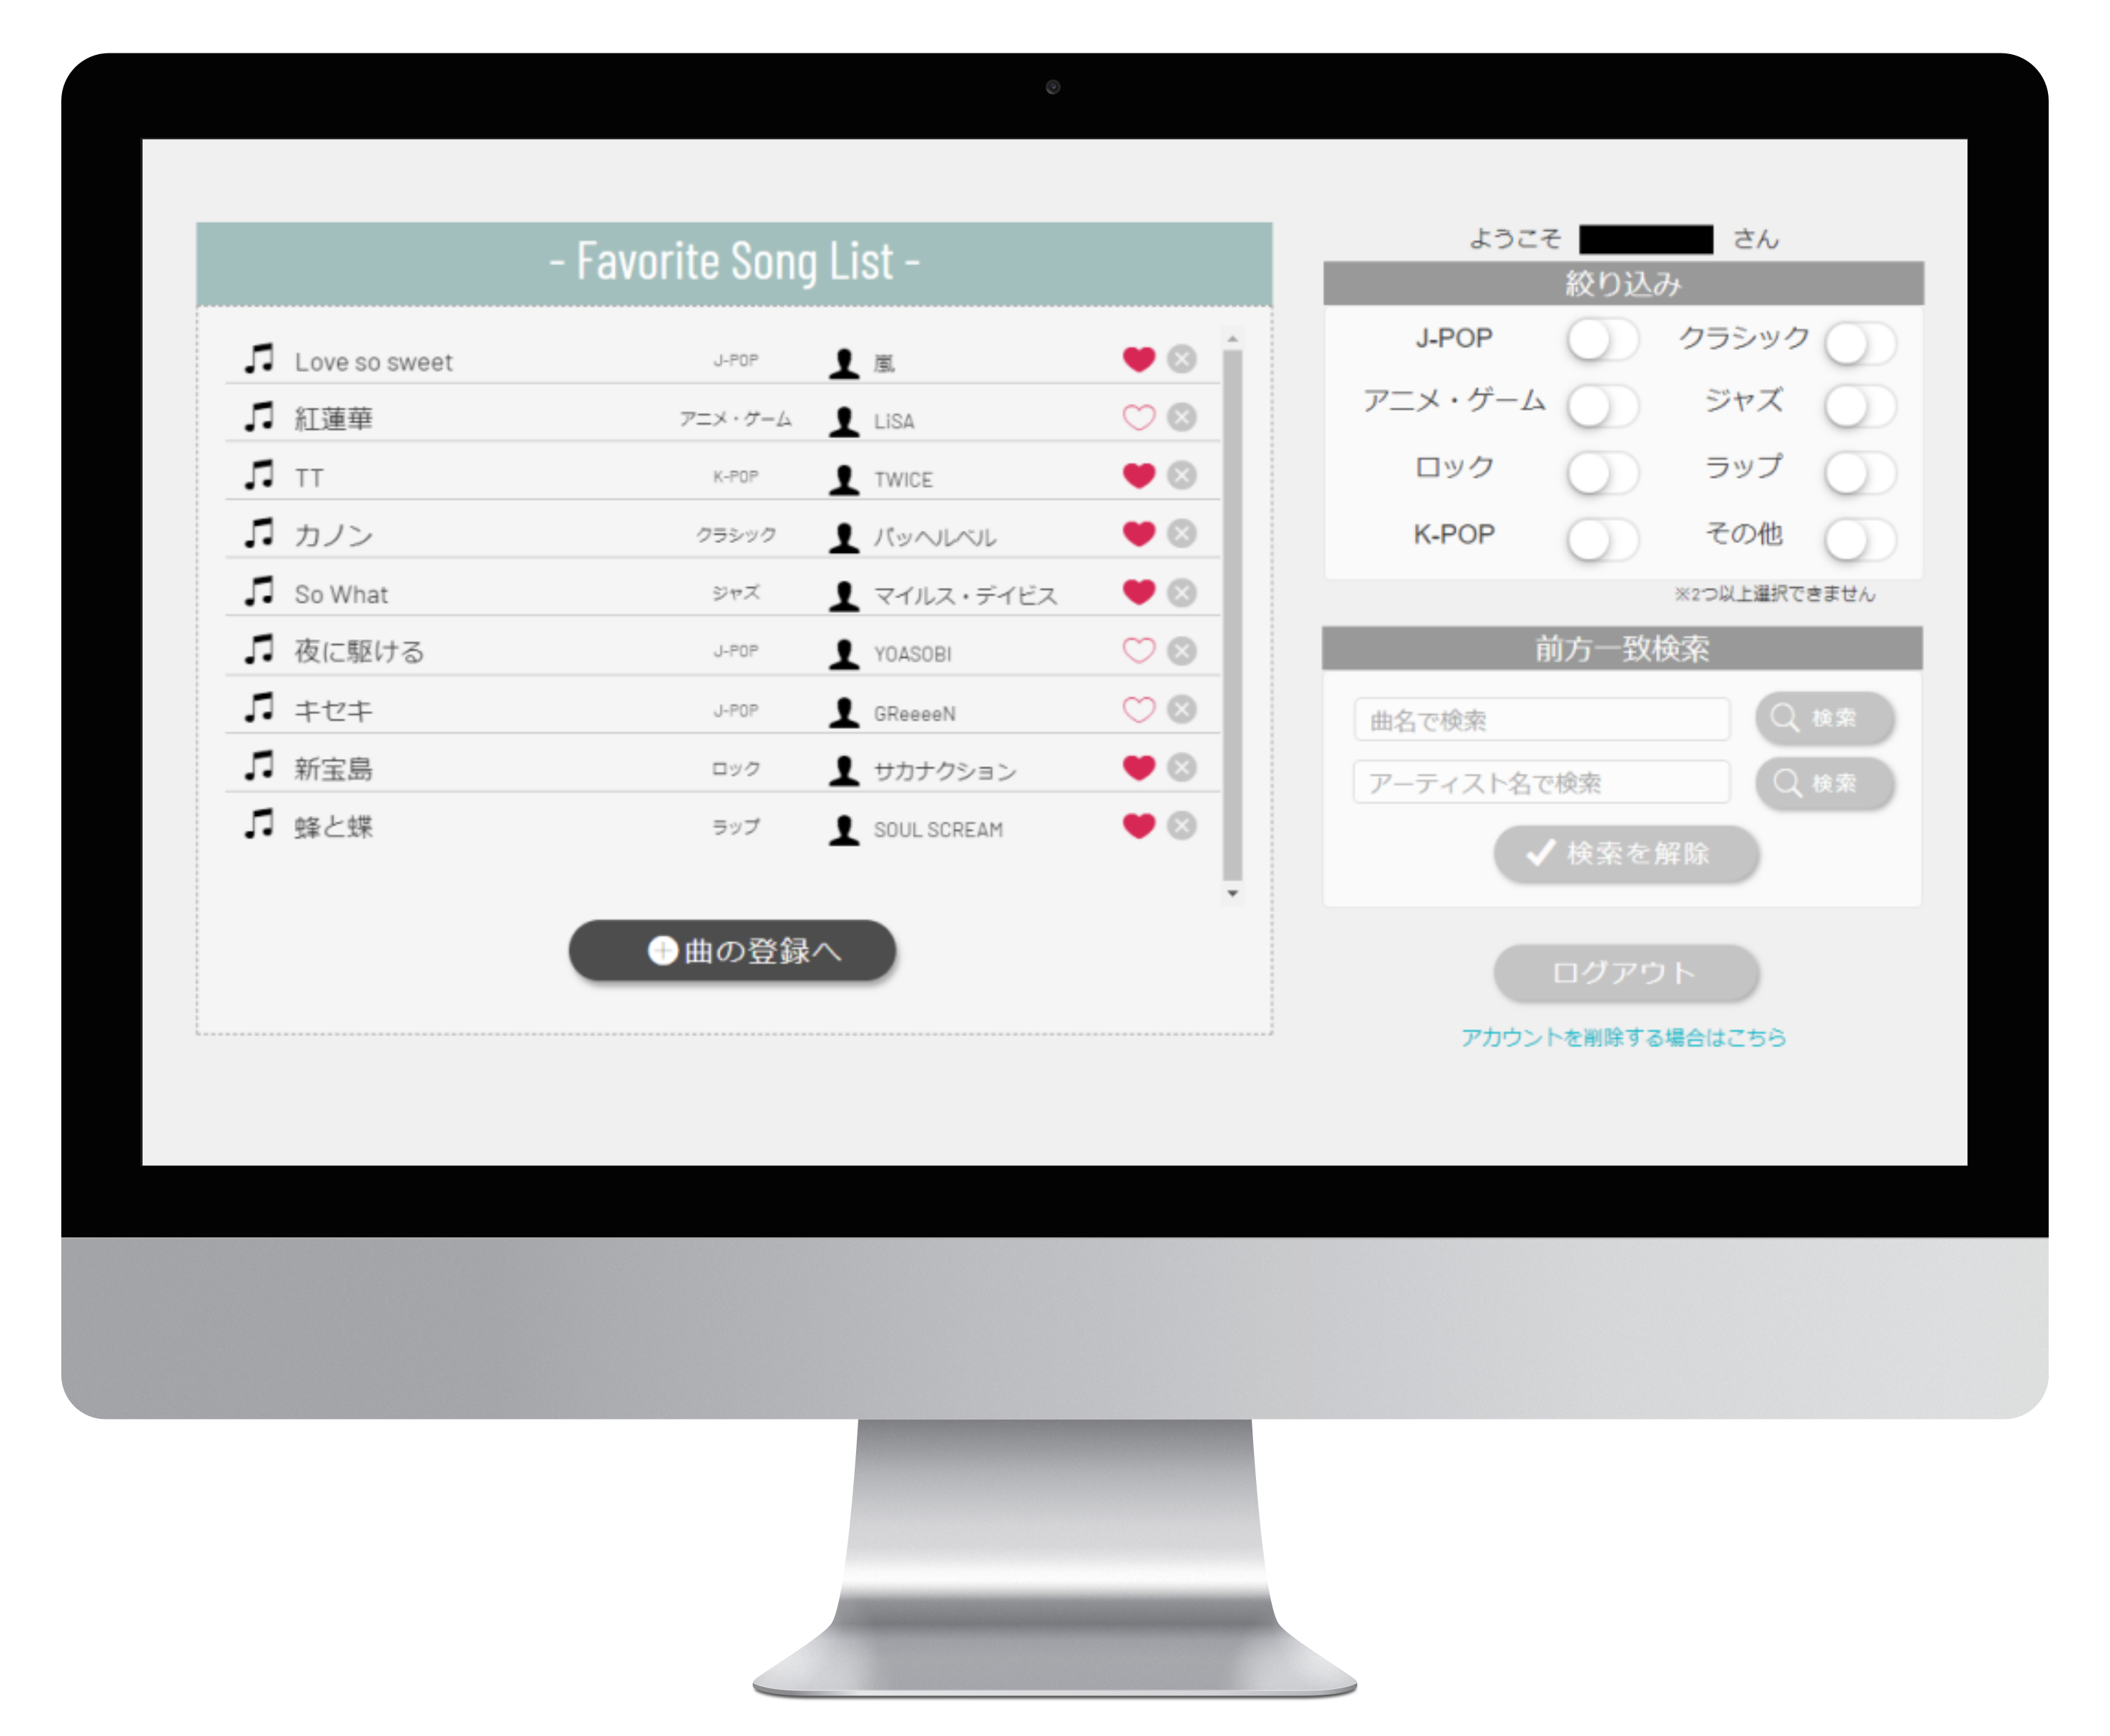 - Favorite Song List -
Love so sweet J-POP 嵐
紅蓮華 アニメ・ゲーム LiSA
TT K-POP TWICE
カノン クラシック パッヘルベル
So What ジャズ マイルス・デイビス
夜に駆ける J-POP YOASOBI
キセキ J-POP GReeeeN
新宝島 ロック サカナクション
蜂と蝶 ラップ SOUL SCREAM
曲の登録へ
ようこそ さん
絞り込み
J-POP クラシック
アニメ・ゲーム ジャズ
ロック ラップ
K-POP その他
※2つ以上選択できません
前方一致検索
曲名で検索 検索
アーティスト名で検索 検索
検索を解除
ログアウト
アカウントを削除する場合はこちら